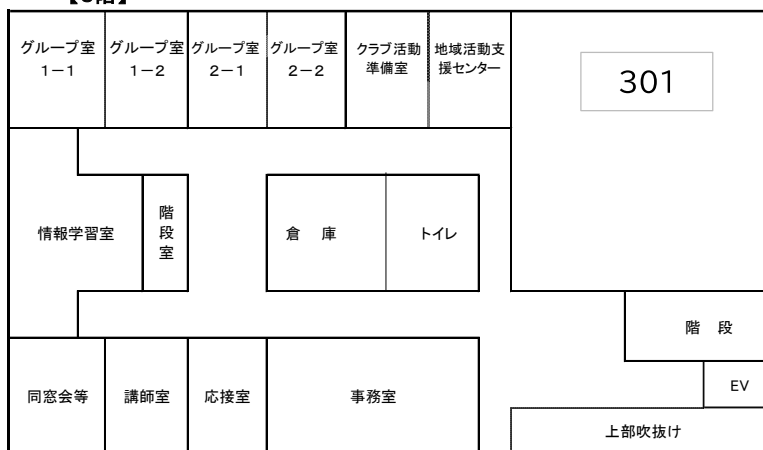 【3階】
グループ室
1－1
グループ室
1－2
グループ室
2－1
グループ室
2－2
クラブ活動
準備室
地域活動支
援センター
301
情報学習室
階
段
室
倉　庫
トイレ
階　段
EV
同窓会等
講師室
応接室
事務室
上部吹抜け